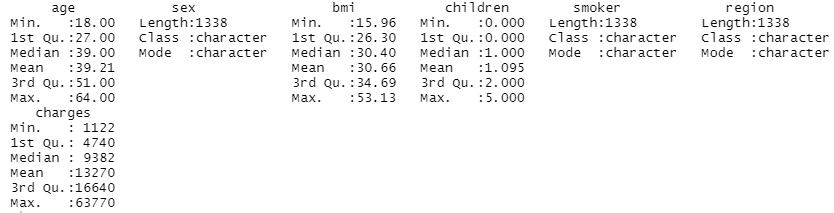 age sex bmi children smoker region
Min. :18.00 Length:1338 Min. :15.96 Min. :0.000 Length:1338 Length:1338
1st Qu.:27.00 Class :character 1st Qu.:26.30 1st Qu.:0.000 Class :character Class :character
Median :39.00 Mode :character Median :30.40 Median :1.000 Mode :character Mode :character
Mean :39.21 Mean :30.66 Mean :1.095
3rd Qu.:51.00 3rd Qu.:34.69 3rd Qu.:2.000
Max. :64.00 Max. :53.13 Max. :5.000
charges
Min. : 1122
1st Qu.: 4740
Median : 9382
Mean :13270
3rd Qu.:16640
Max. :63770